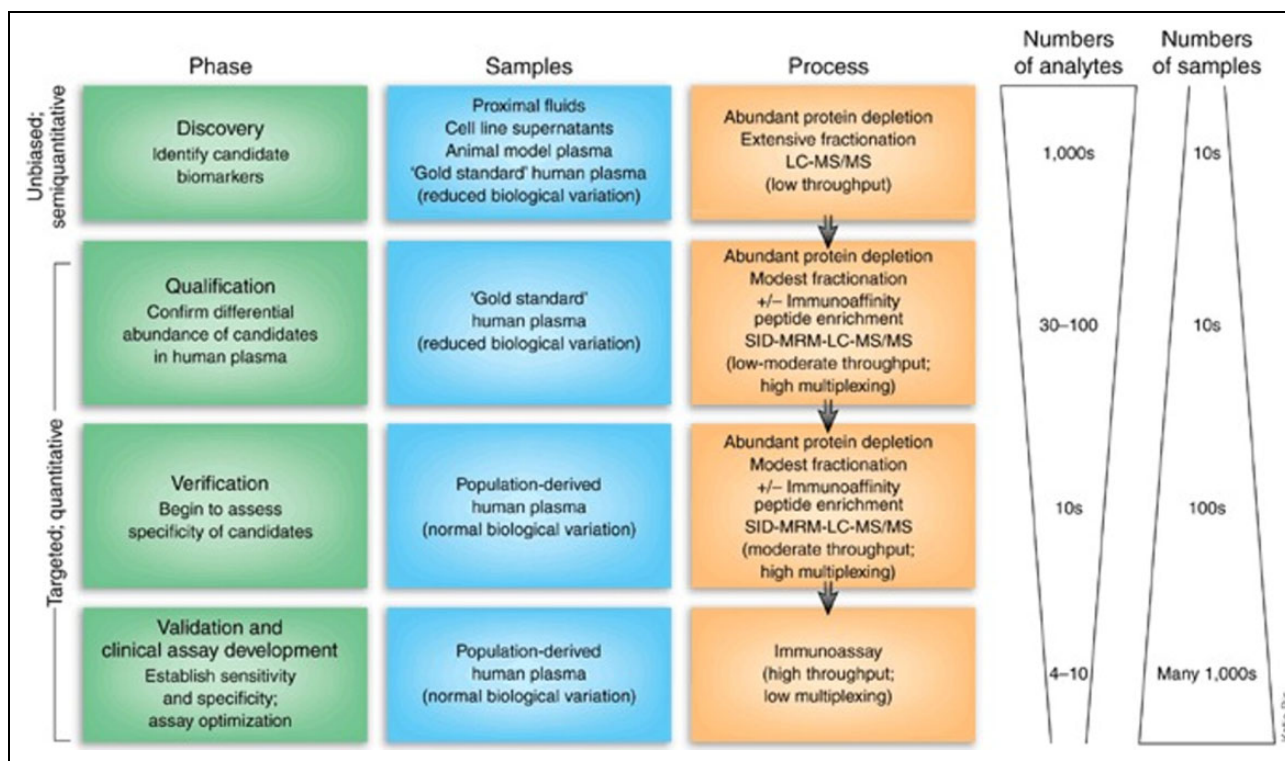 Phase
Samples
Process
Numbers
of analytes
Numbers
of samples
Unbiased;
semiquantitative
Discovery
Identify candidate
biomarkers
Proximal fluids
Cell line supernatants
Animal model plasma
‘Gold standard’ human plasma
(reduced biological variation)
Abundant protein depletion
Extensive fractionation
LC-MS/MS
(low throughput)
1,000s
10s
Targeted; quantitative
Qualification
Confirm differential
abundance of candidates
in human plasma
‘Gold standard’
human plasma
(reduced biological variation)
Abundant protein depletion
Modest fractionation
+/– Immunoaffinity
peptide enrichment
SID-MRM-LC-MS/MS
(low-moderate throughput;
high multiplexing)
30–100
10s
Verification
Begin to assess
specificity of candidates
Population-derived
human plasma
(normal biological variation)
Abundant protein depletion
Modest fractionation
+/– Immunoaffinity
peptide enrichment
SID-MRM-LC-MS/MS
(moderate throughput;
high multiplexing)
10s
100s
Validation and
clinical assay development
Establish sensitivity
and specificity;
assay optimization
Population-derived
human plasma
(normal biological variation)
Immunoassay
(high throughput;
low multiplexing)
4–10
Many 1,000s